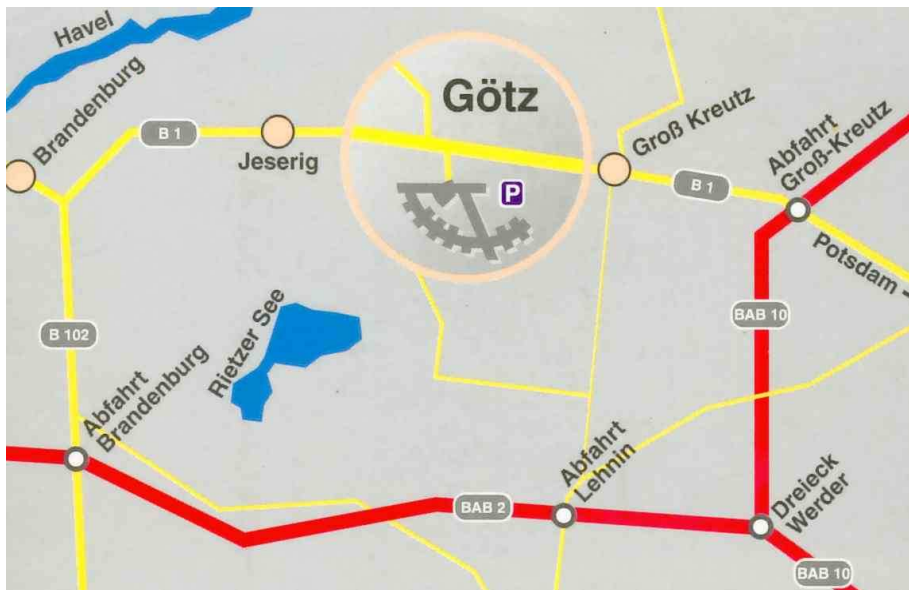 Havel
Brandenburg
B 1
Jeserig
Götz
P
Groß Kreutz
B 1
Abfahrt
Groß-Kreutz
Potsdam
BAB 10
B 102
Rietzer See
Abfahrt
Brandenburg
BAB 2
Abfahrt
Lehnin
Dreieck
Werder
BAB 10